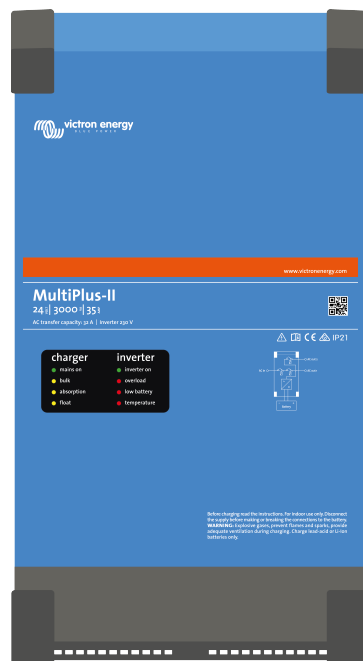 victron energy
BLUE POWER
www.victronenergy.com
MultiPlus-II
24 | 3000 | 35
AC transfer capacity: 32 A | Inverter 230 V
IP21
charger inverter
mains on inverter on
bulk overload
absorption low battery
float temperature
Battery
Before charging read the instructions. For indoor use only. Disconnect
the supply before making or breaking the connections to the battery.
WARNING: Explosive gases, prevent flames and sparks, provide
adequate ventilation during charging. Charge lead-acid or Li-Ion
batteries only.